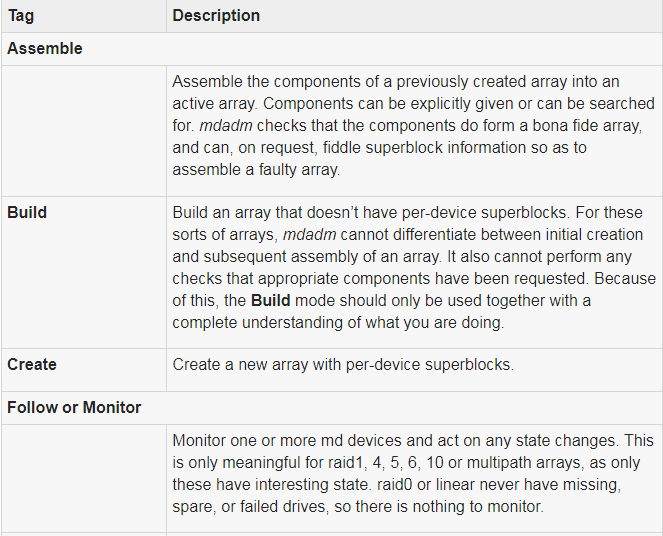 Tag Description
Assemble
Assemble the components of a previously created array into an
active array. Components can be explicitly given or can be searched
for. mdadm checks that the components do form a bona fide array,
and can, on request, fiddle superblock information so as to
assemble a faulty array.
Build Build an array that doesn’t have per-device superblocks. For these
sorts of arrays, mdadm cannot differentiate between initial creation
and subsequent assembly of an array. It also cannot perform any
checks that appropriate components have been requested. Because
of this, the Build mode should only be used together with a
complete understanding of what you are doing.
Create Create a new array with per-device superblocks.
Follow or Monitor
Monitor one or more md devices and act on any state changes. This
is only meaningful for raid1, 4, 5, 6, 10 or multipath arrays, as only
these have interesting state. raid0 or linear never have missing,
spare, or failed drives, so there is nothing to monitor.